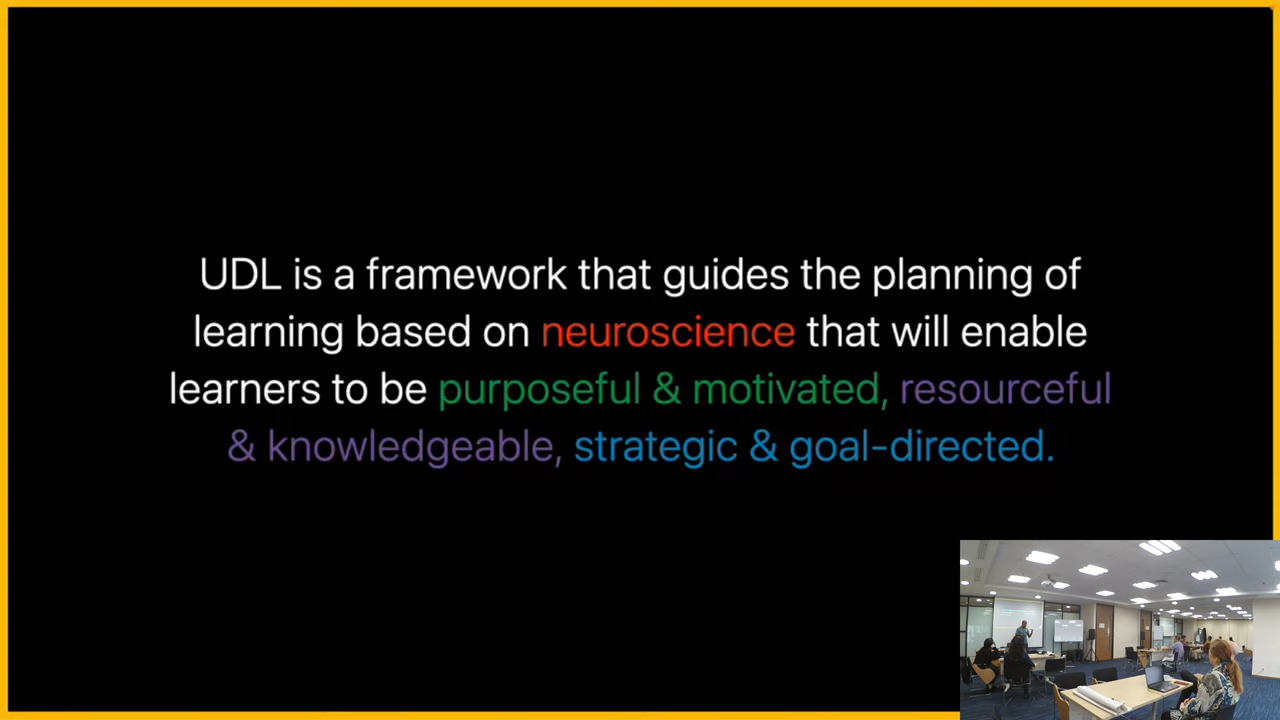 UDL is a framework that guides the planning of
learning based on neuroscience that will enable
learners to be purposeful & motivated, resourceful
& knowledgeable, strategic & goal-directed.